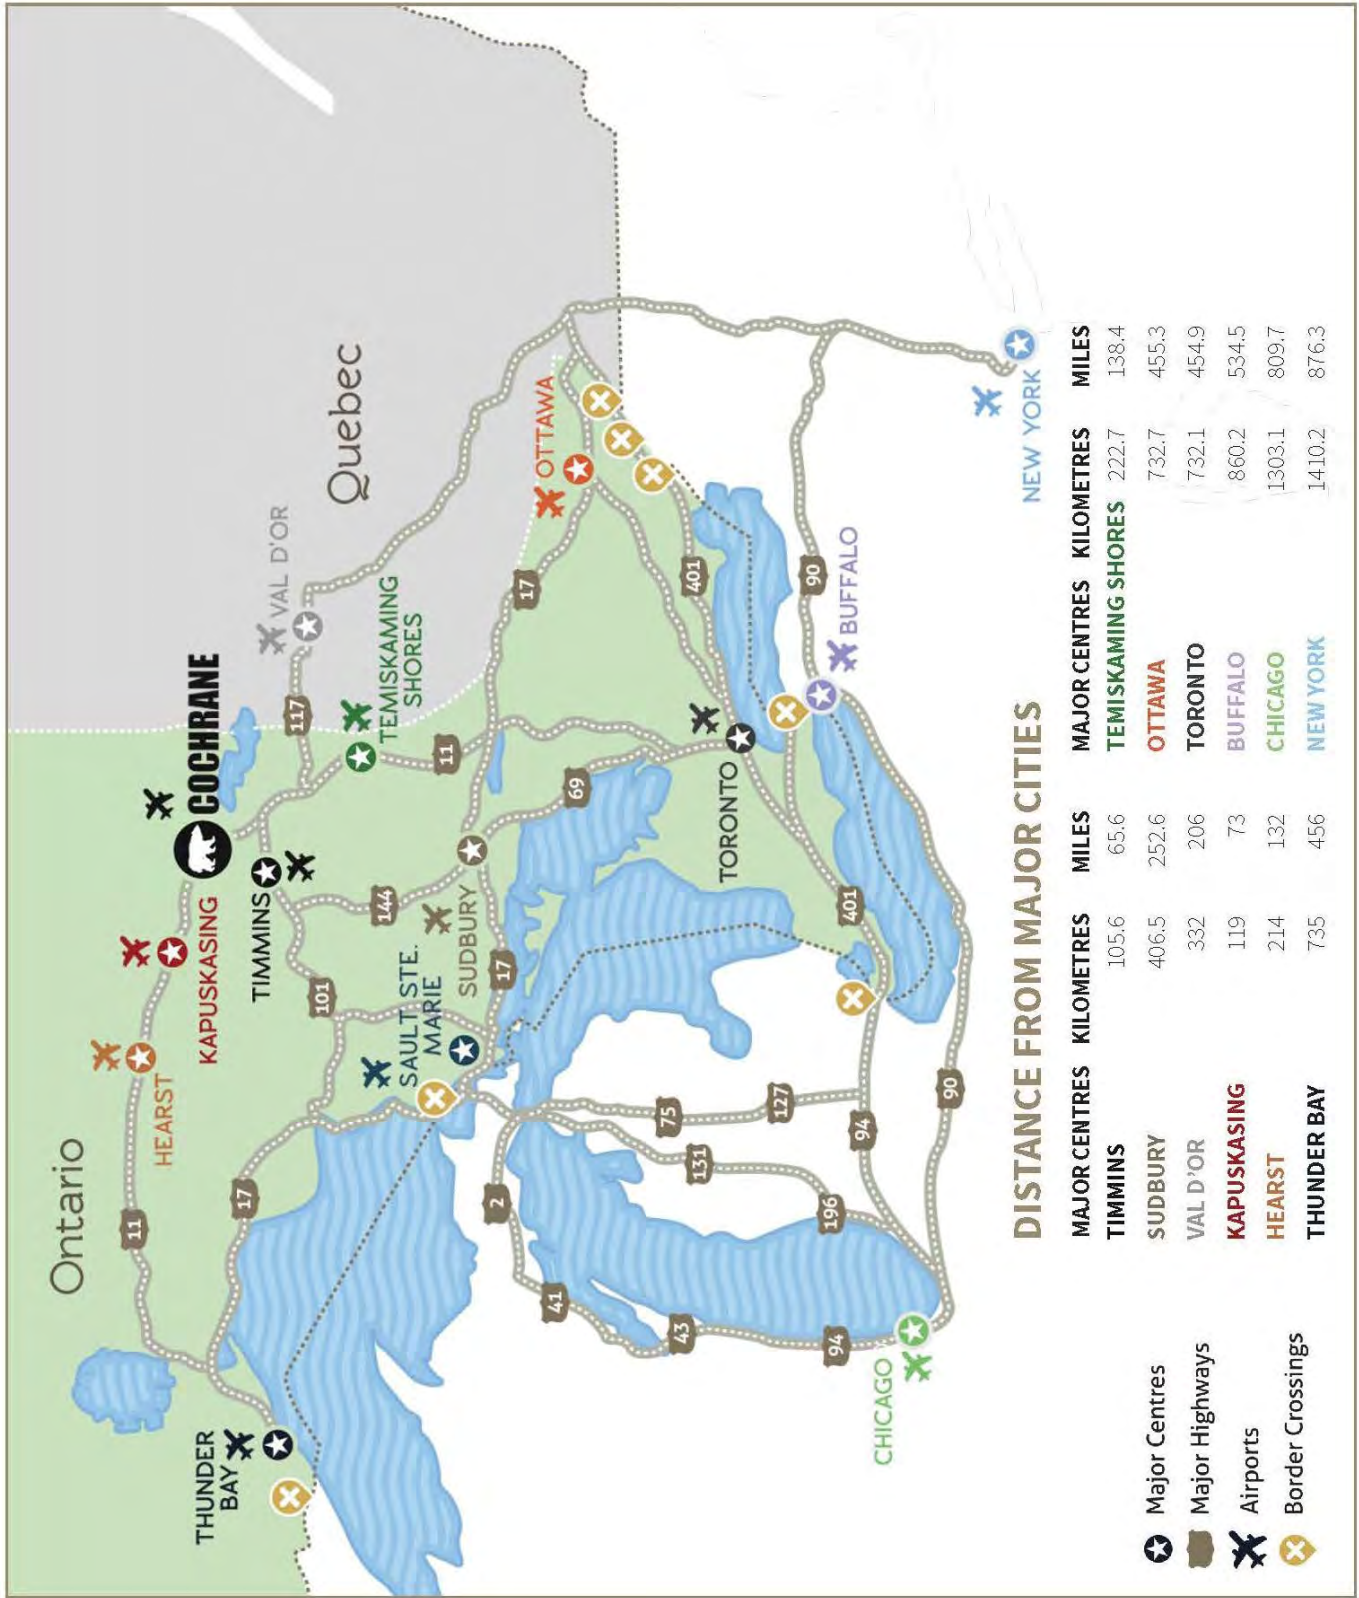 Ontario
Quebec
HEARST
KAPUSKASING
COCHRANE
TIMMINS
VAL D'OR
TEMISKAMING
SHORES
THUNDER
BAY
SAULT STE.
MARIE
SUDBURY
OTTAWA
TORONTO
BUFFALO
NEW YORK
CHICAGO
11
17
101
144
117
11
17
69
17
401
401
90
2
41
43
94
131
196
75
127
94
90
Major Centres
Major Highways
Airports
Border Crossings
DISTANCE FROM MAJOR CITIES
MAJOR CENTRES KILOMETRES MILES MAJOR CENTRES KILOMETRES MILES
TIMMINS 105.6 65.6 TEMISKAMING SHORES 222.7 138.4
SUDBURY 406.5 252.6 OTTAWA 732.7 455.3
VAL D'OR 332 206 TORONTO 732.1 454.9
KAPUSKASING 119 73 BUFFALO 860.2 534.5
HEARST 214 132 CHICAGO 1303.1 809.7
THUNDER BAY 735 456 NEW YORK 1410.2 876.3